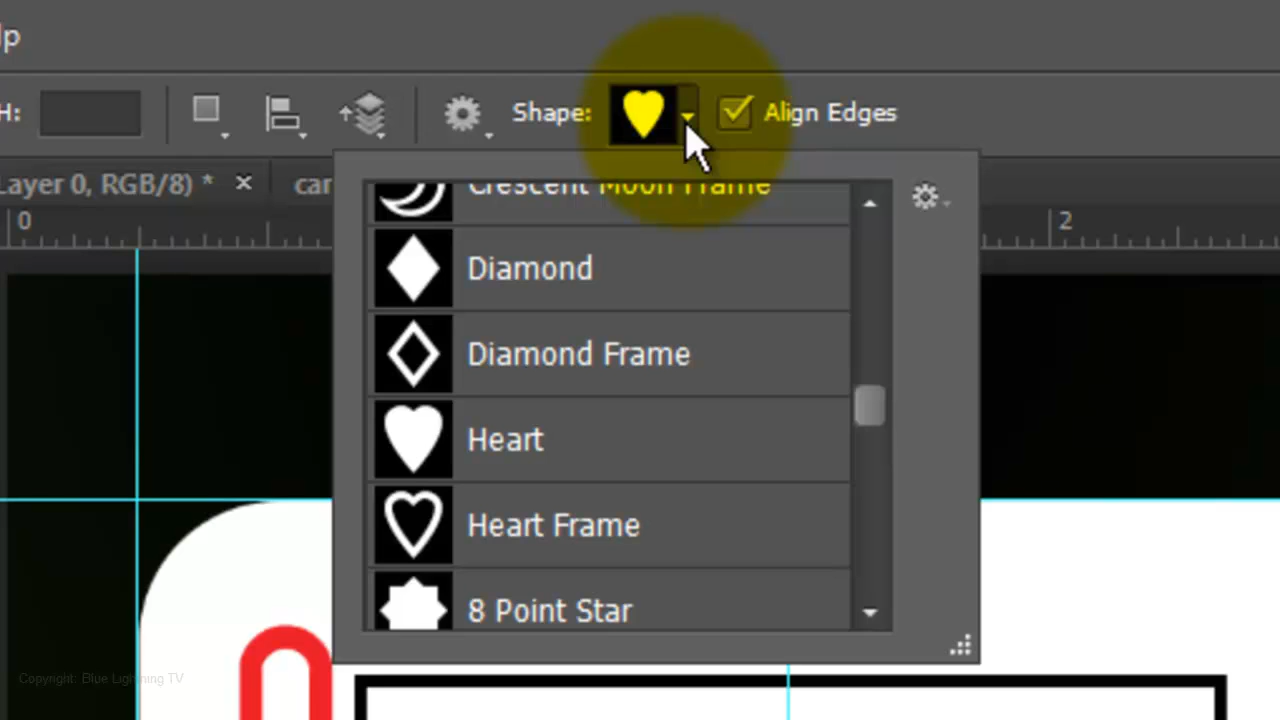 lp
H:
Shape:
Align Edges
Layer 0, RGB/8) * ×
car
0
2
Crescent Moon Frame
Diamond
Diamond Frame
Heart
Heart Frame
8 Point Star
Copyright: Blue Lightning TV